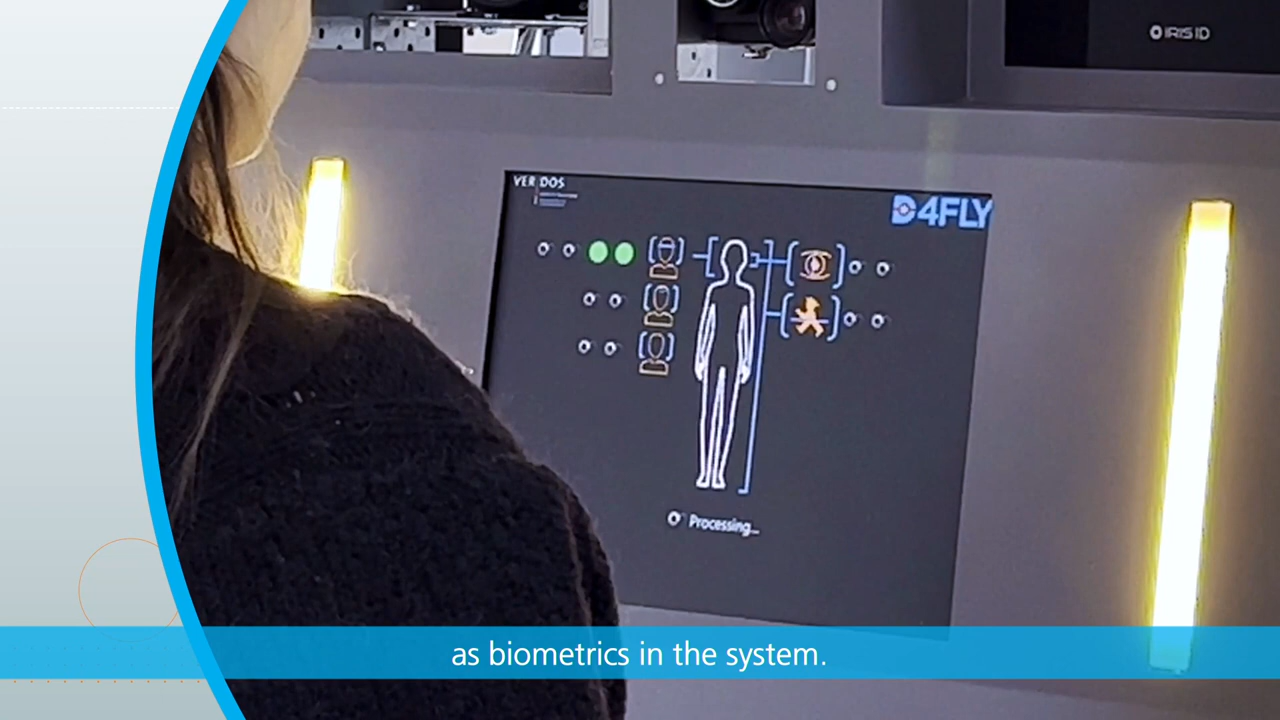 IRIS ID
VERIDOS
D4FLY
Processing...
as biometrics in the system.